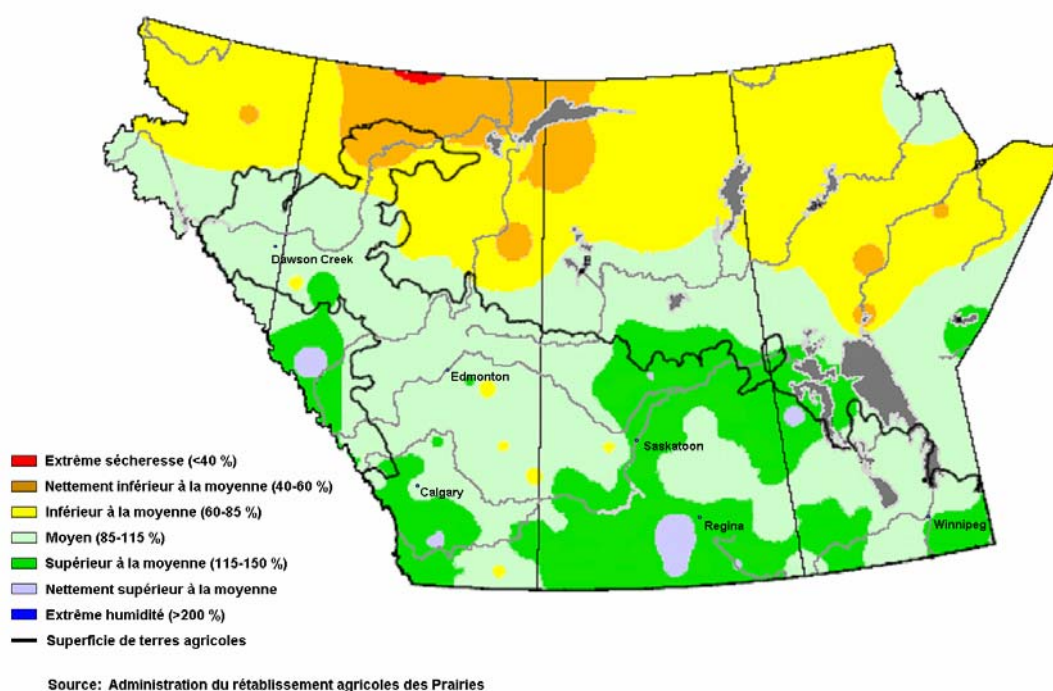 Dawson Creek
Edmonton
Saskatoon
Calgary
Regina
Winnipeg
Extrême sécheresse (<40 %)
Nettement inférieur à la moyenne (40-60 %)
Inférieur à la moyenne (60-85 %)
Moyen (85-115 %)
Supérieur à la moyenne (115-150 %)
Nettement supérieur à la moyenne
Extrême humidité (>200 %)
Superficie de terres agricoles
Source: Administration du rétablissement agricoles des Prairies